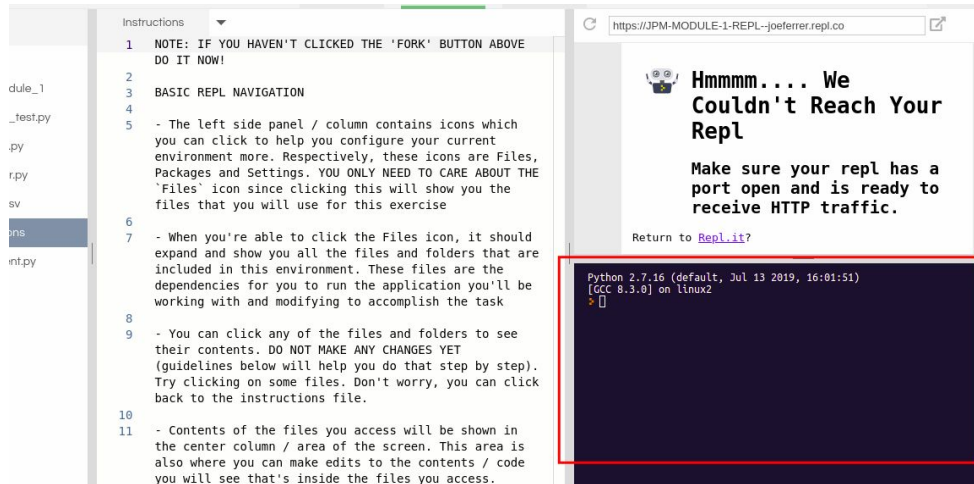 Instructions
https://JPM-MODULE-1-REPL--joeferrer.repl.co
dule_1
_test.py
.py
r.py
sv
ons
ent.py
1 NOTE: IF YOU HAVEN'T CLICKED THE 'FORK' BUTTON ABOVE
DO IT NOW!
2
3 BASIC REPL NAVIGATION
4
5 - The left side panel / column contains icons which
you can click to help you configure your current
environment more. Respectively, these icons are Files,
Packages and Settings. YOU ONLY NEED TO CARE ABOUT THE
`Files` icon since clicking this will show you the
files that you will use for this exercise
6
7 - When you're able to click the Files icon, it should
expand and show you all the files and folders that are
included in this environment. These files are the
dependencies for you to run the application you'll be
working with and modifying to accomplish the task
8
9 - You can click any of the files and folders to see
their contents. DO NOT MAKE ANY CHANGES YET
(guidelines below will help you do that step by step).
Try clicking on some files. Don't worry, you can click
back to the instructions file.
10
11 - Contents of the files you access will be shown in
the center column / area of the screen. This area is
also where you can make edits to the contents / code
you will see that's inside the files you access.
Hmmmm.... We
Couldn't Reach Your
Repl
Make sure your repl has a
port open and is ready to
receive HTTP traffic.
Return to Repl.it?
Python 2.7.16 (default, Jul 13 2019, 16:01:51)
[GCC 8.3.0] on linux2
>